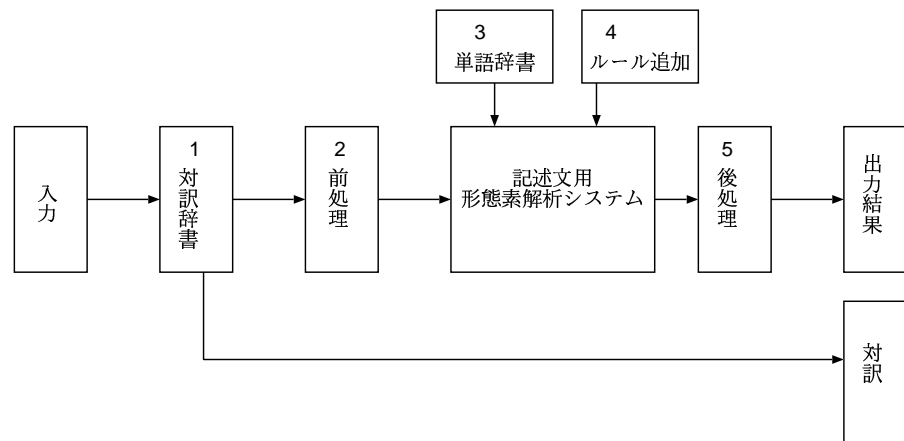 3
単語辞書
4
ルール追加
入力
1
対訳辞書
2
前処理
記述文用
形態素解析システム
5
後処理
出力結果
対訳